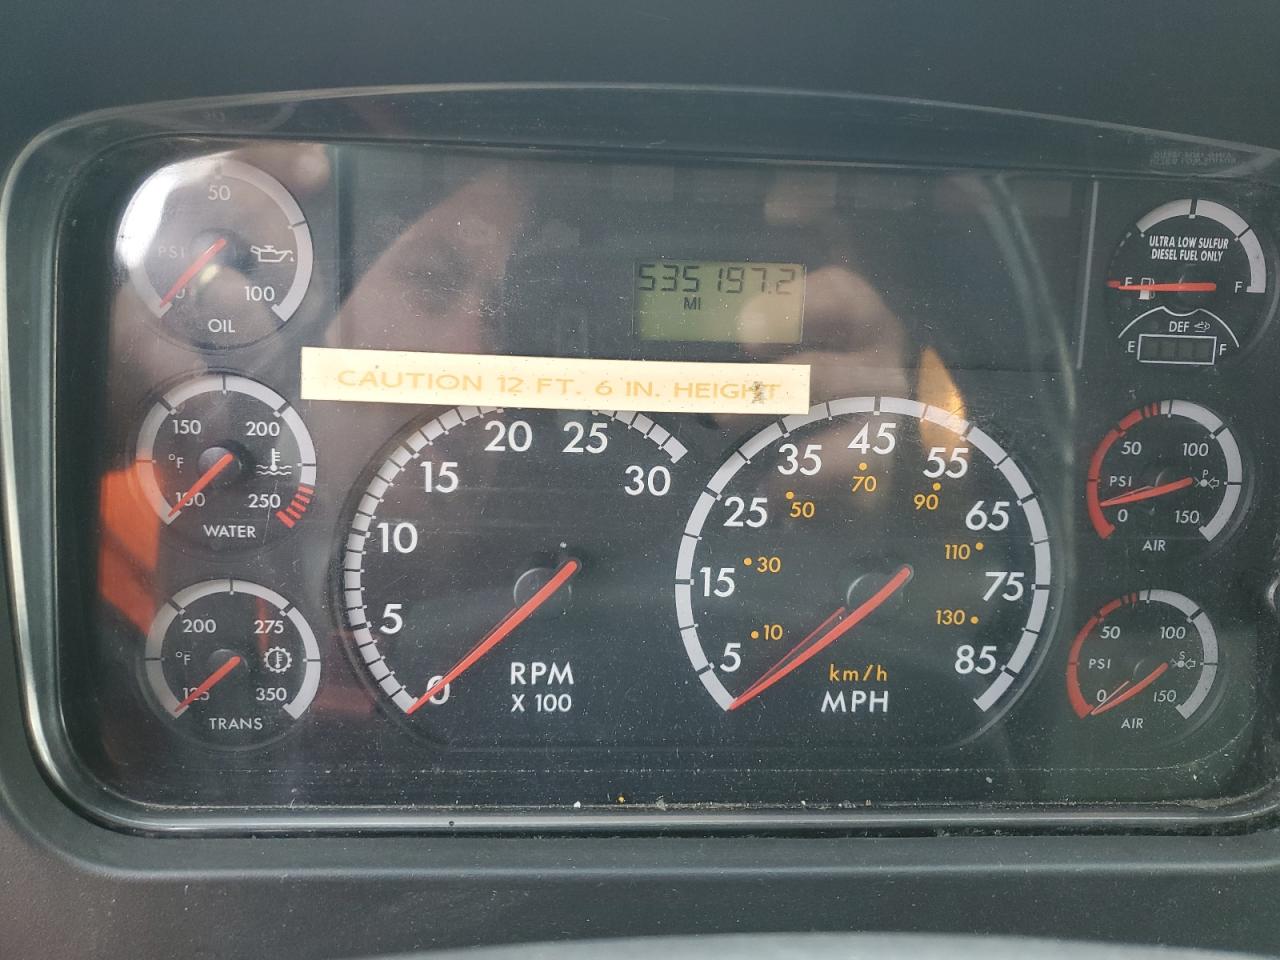 50
PSI
0
100
OIL
535197.2
MI
CAUTION 12 FT. 6 IN. HEIGHT
ULTRA LOW SULFUR
DIESEL FUEL ONLY
E
F
DEF
E
F
150
200
°F
100
250
WATER
0
5
10
15
20
25
30
RPM
X 100
5
15
25
35
45
55
65
75
85
10
30
50
70
90
110
130
km/h
MPH
50
100
PSI
P
0
150
AIR
200
275
°F
125
350
TRANS
50
100
PSI
S
0
150
AIR